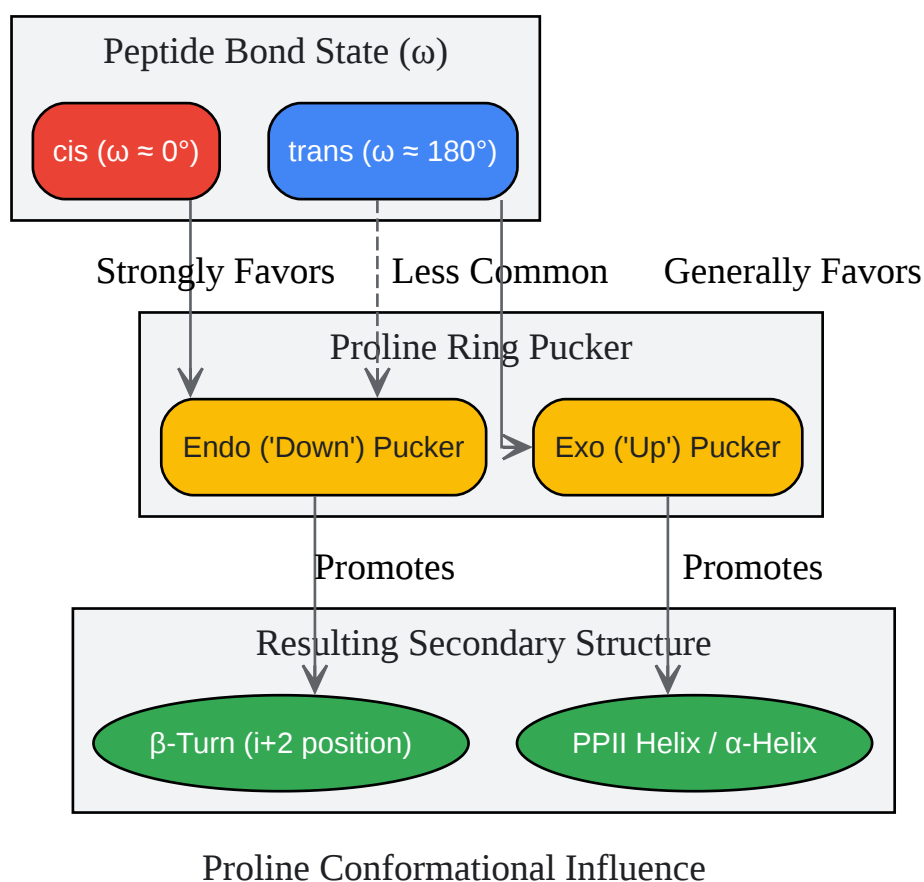 Peptide Bond State (ω)
cis (ω ≈ 0°)
trans (ω ≈ 180°)
Strongly Favors
Less Common
Generally Favors
Proline Ring Pucker
Endo ('Down') Pucker
Exo ('Up') Pucker
Promotes
Promotes
Resulting Secondary Structure
β-Turn (i+2 position)
PPII Helix / α-Helix
Proline Conformational Influence